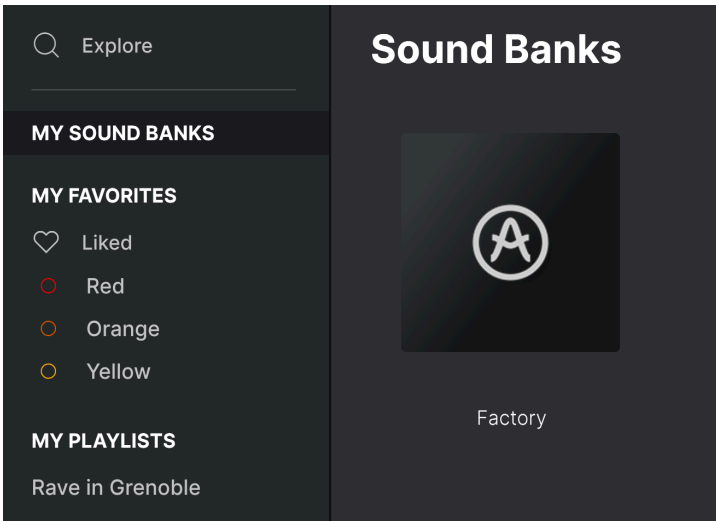 Explore
MY SOUND BANKS
MY FAVORITES
Liked
Red
Orange
Yellow
MY PLAYLISTS
Rave in Grenoble
Sound Banks
Factory